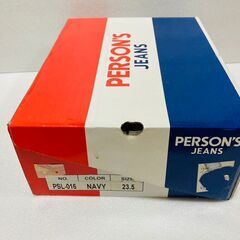 PERSON'S
JEANS
PERSON'S
JEANS
NO. COLOR SIZE
PSL-016 NAVY 23.5